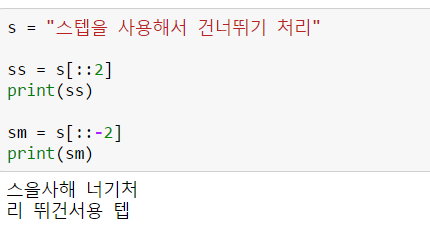 s = "스텝을 사용해서 건너뛰기 처리"
ss = s[::2]
print(ss)
sm = s[::-2]
print(sm)
스을사해 너기처
리 뛰건서용 텝